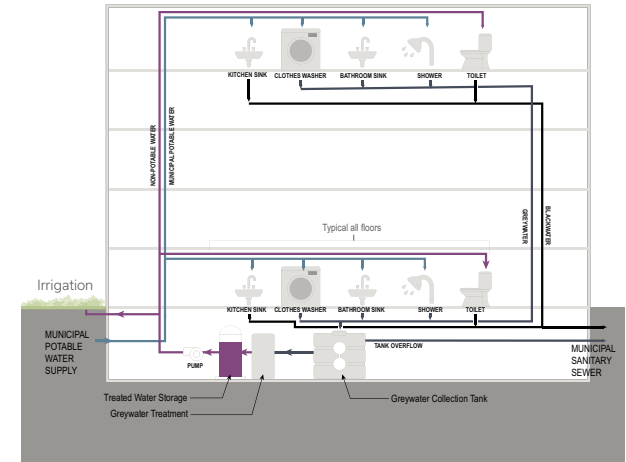 KITCHEN SINK
CLOTHES WASHER
BATHROOM SINK
SHOWER
TOILET
NON-POTABLE WATER
MUNICIPAL POTABLE WATER
GREYWATER
BLACKWATER
Typical all floors
Irrigation
KITCHEN SINK
CLOTHES WASHER
BATHROOM SINK
SHOWER
TOILET
MUNICIPAL
POTABLE
WATER
SUPPLY
PUMP
TANK OVERFLOW
MUNICIPAL
SANITARY
SEWER
Treated Water Storage
Greywater Treatment
Greywater Collection Tank